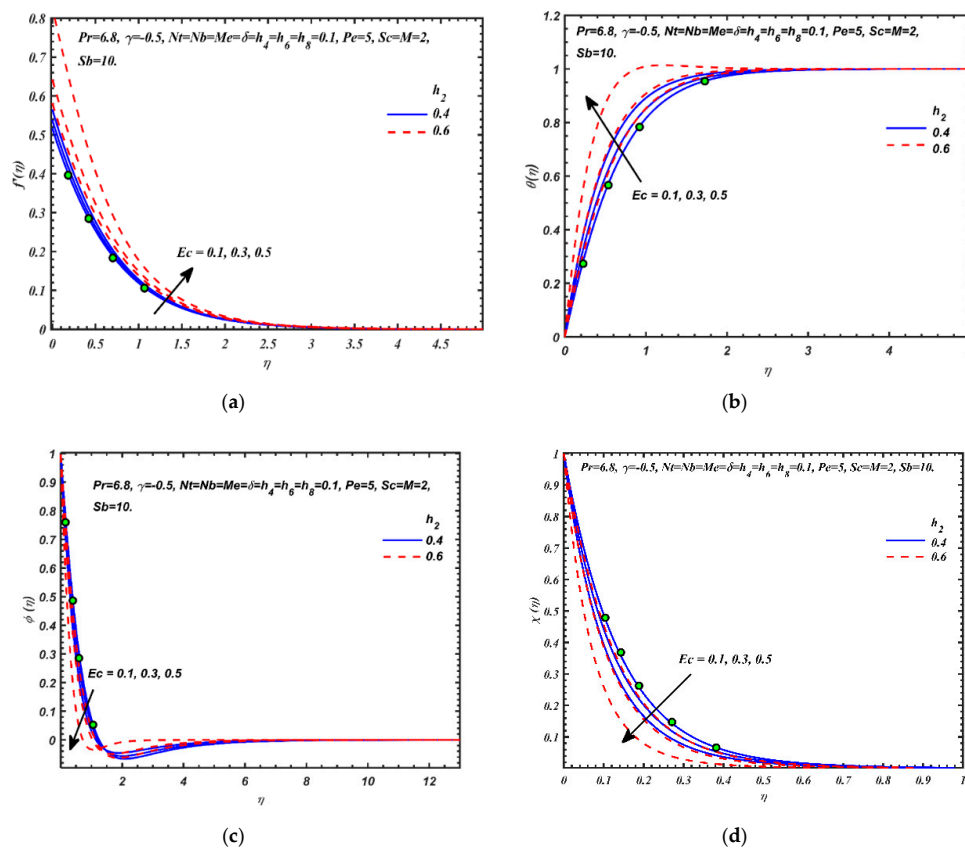 Pr=6.8, γ=-0.5, Nt=Nb=Me=δ=h4=h6=h8=0.1, Pe=5, Sc=M=2,
Sb=10.
h2
0.4
0.6
Ec = 0.1, 0.3, 0.5
f'(η)
0.8
0.7
0.6
0.5
0.4
0.3
0.2
0.1
0
0 0.5 1 1.5 2 2.5 3 3.5 4 4.5
η
(a)
Pr=6.8, γ=-0.5, Nt=Nb=Me=δ=h4=h6=h8=0.1, Pe=5, Sc=M=2,
Sb=10.
h2
0.4
0.6
Ec = 0.1, 0.3, 0.5
θ(η)
1.2
1
0.8
0.6
0.4
0.2
0
0 1 2 3 4
η
(b)
Pr=6.8, γ=-0.5, Nt=Nb=Me=δ=h4=h6=h8=0.1, Pe=5, Sc=M=2,
Sb=10.
h2
0.4
0.6
Ec = 0.1, 0.3, 0.5
ϕ(η)
1
0.9
0.8
0.7
0.6
0.5
0.4
0.3
0.2
0.1
0
0 2 4 6 8 10 12
η
(c)
Pr=6.8, γ=-0.5, Nt=Nb=Me=δ=h4=h6=h8=0.1, Pe=5, Sc=M=2, Sb=10.
h2
0.4
0.6
Ec = 0.1, 0.3, 0.5
χ(η)
1
0.9
0.8
0.7
0.6
0.5
0.4
0.3
0.2
0.1
0 0.1 0.2 0.3 0.4 0.5 0.6 0.7 0.8 0.9 1
η
(d)